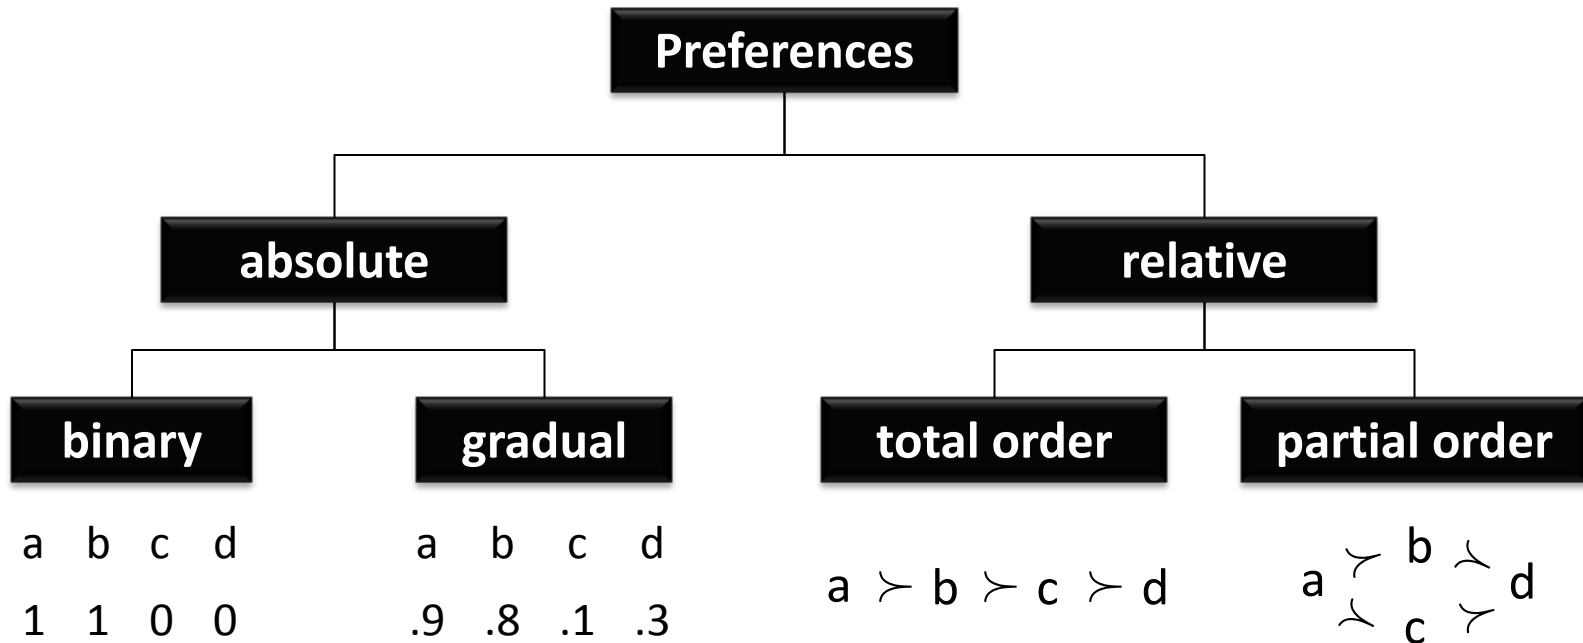 Preferences
absolute
relative
binary
gradual
total order
partial order
a b c d
1 1 0 0
a b c d
.9 .8 .1 .3
a ≻ b ≻ c ≻ d
a ≻ b ≻ d
≻ c ≻